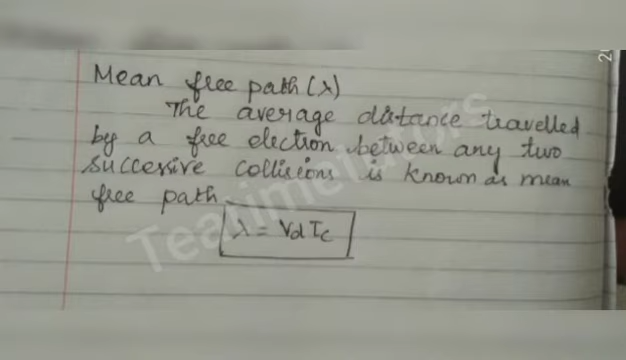 Mean free path (λ)
The average distance travelled
by a free electron between any two
successive collisions is known as mean
free path.
λ = Vd Tc